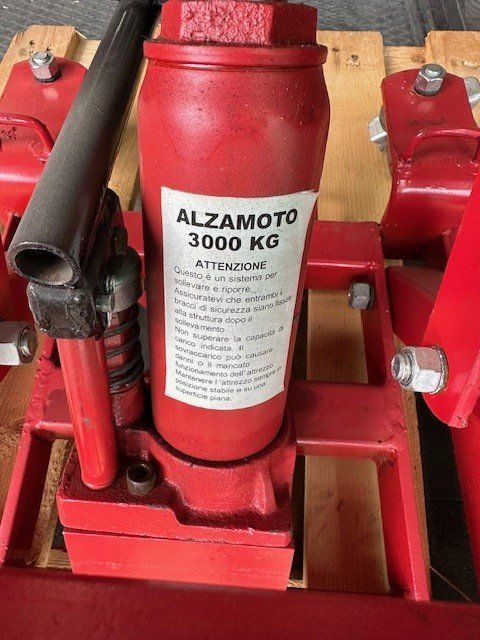 ALZAMOTO
3000 KG
ATTENZIONE
Questo è un sistema per
sollevare e riporre.
Assicuratevi che entrambi i
bracci di sicurezza siano fissati
alla struttura dopo il
sollevamento
Non superare la capacità di
carico indicata. Il
sovraccarico può causare
danni o il mancato
funzionamento dell' attrezzo
Mantenere l 'attrezzo sempre in
posizione stabile e su una
superficie piana.